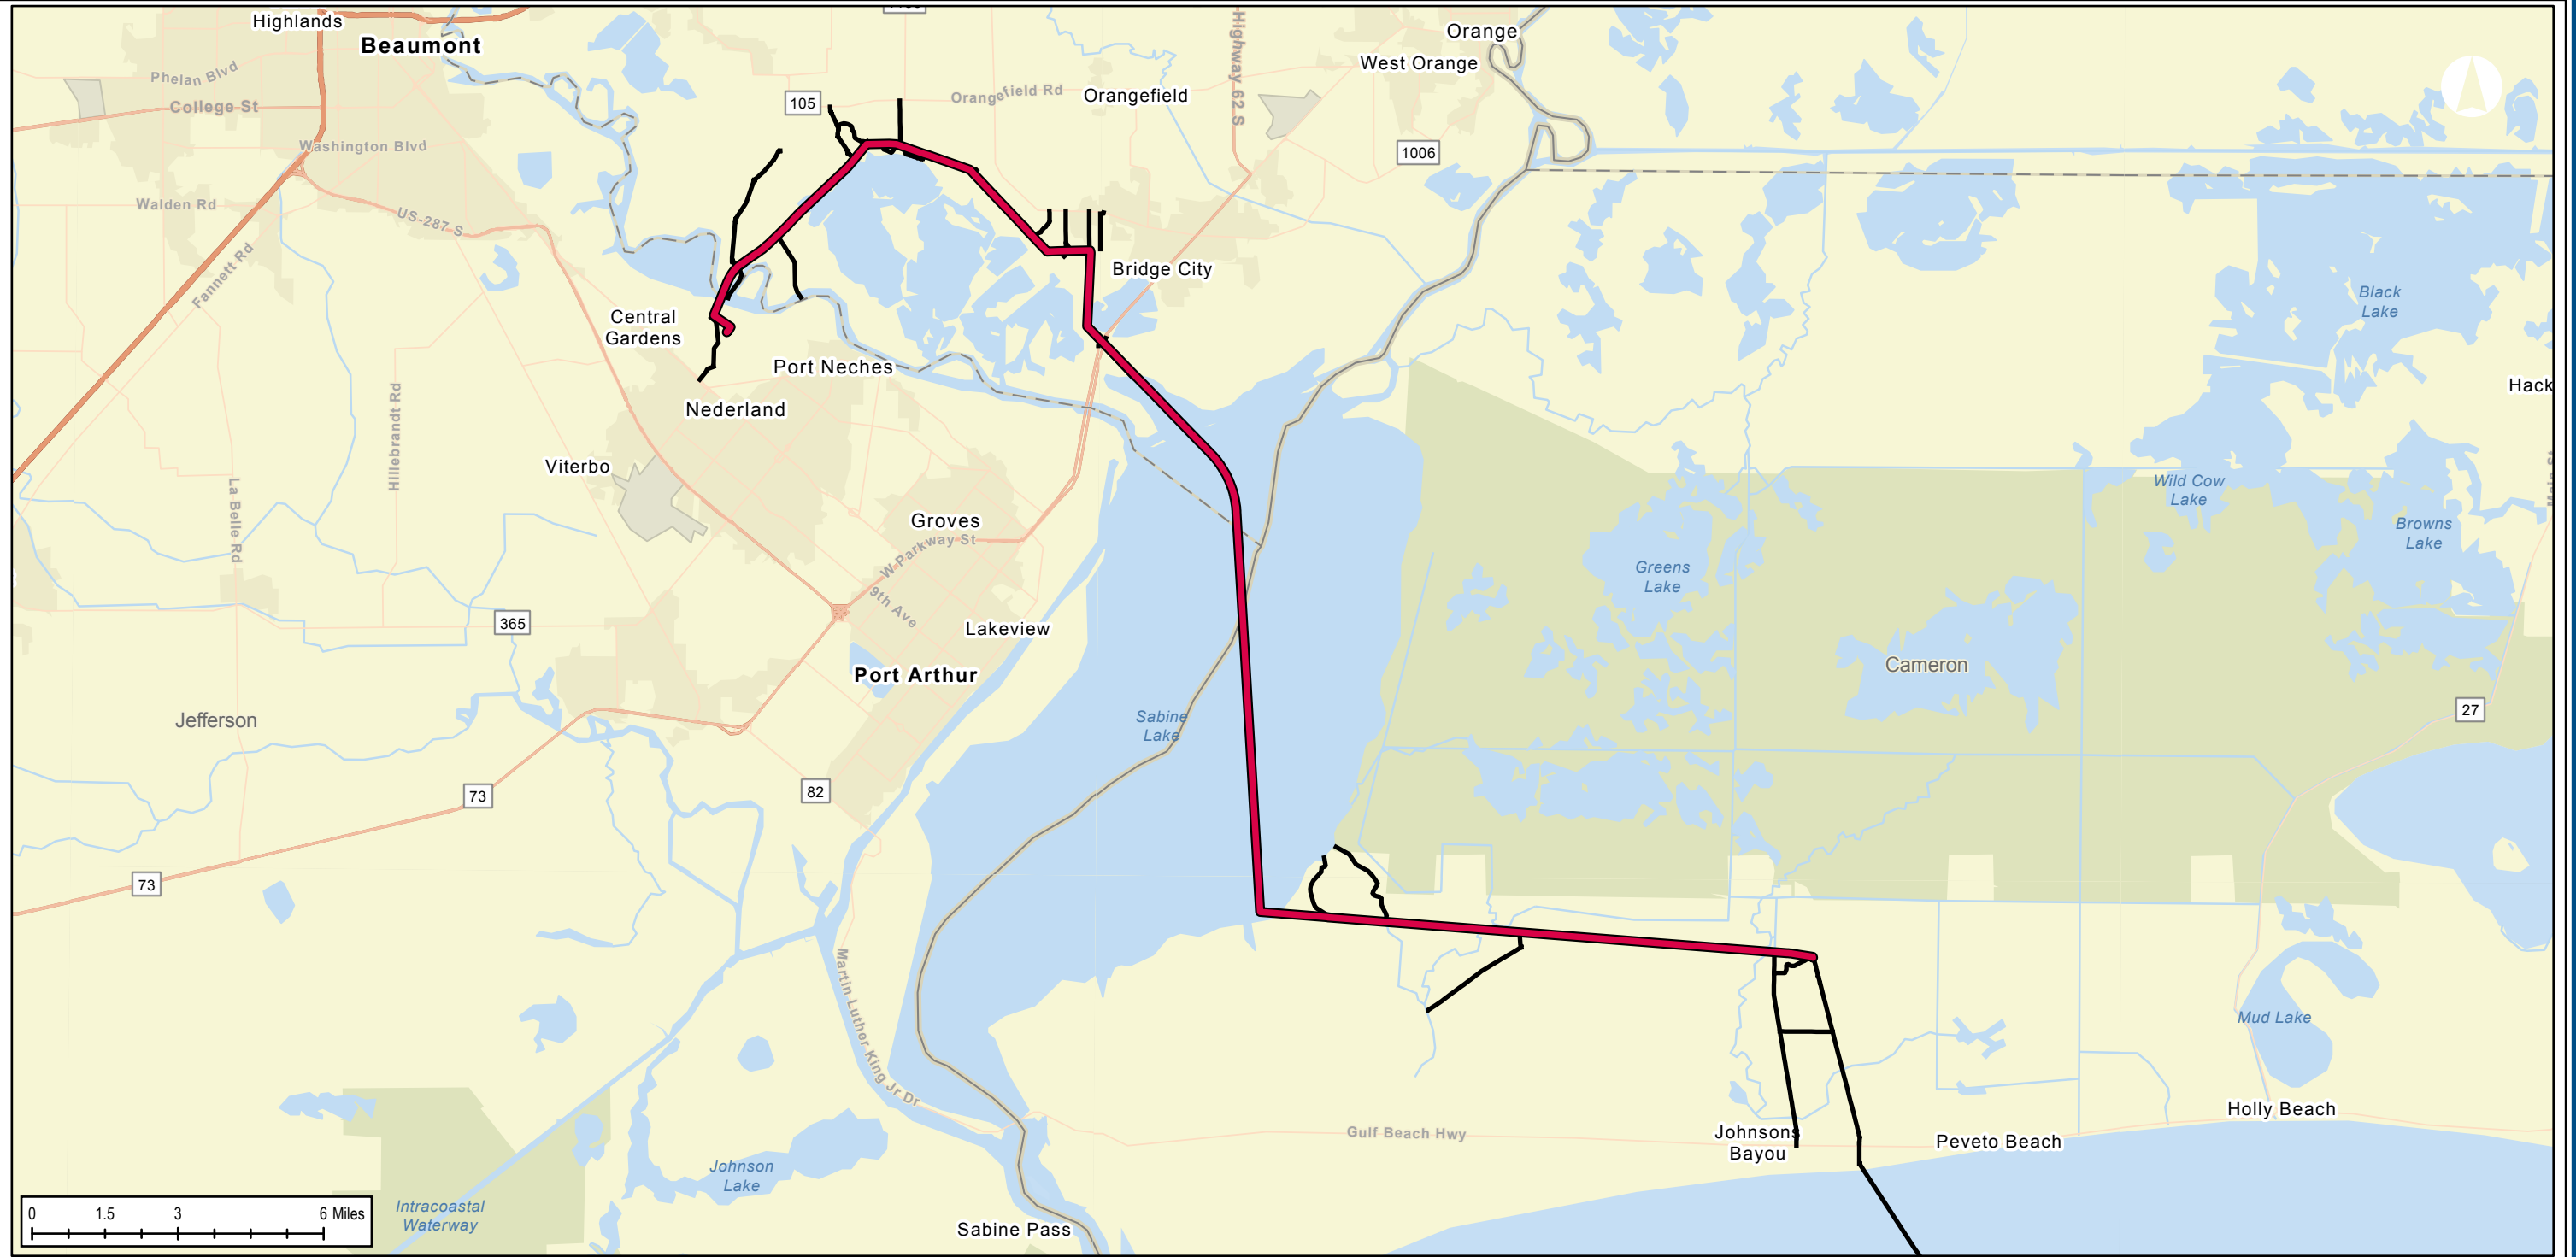 Highlands
Beaumont
Orange
West Orange
Highway 62 S
Phelan Blvd
College St
105
Orangefield Rd
Orangefield
Washington Blvd
1006
Walden Rd
US-287 S
Fannett Rd
Bridge City
Black
Lake
Central
Gardens
Port Neches
Hack
Nederland
Hillebrandt Rd
Viterbo
La Belle Rd
Wild Cow
Lake
Groves
W Parkway St
Browns
Lake
Greens
Lake
9th Ave
365
Lakeview
Cameron
Port Arthur
Jefferson
Sabine
Lake
27
73
82
73
Martin Luther King Jr Dr
Mud Lake
Holly Beach
Gulf Beach Hwy
Johnsons
Bayou
Peveto Beach
Johnson
Lake
Intracoastal
Waterway
Sabine Pass
0 1.5 3 6 Miles